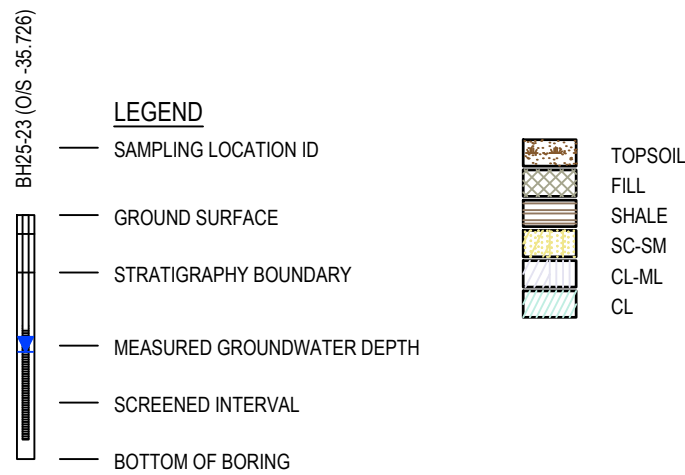 BH25-23 (O/S -35.726)
LEGEND
SAMPLING LOCATION ID
GROUND SURFACE
STRATIGRAPHY BOUNDARY
MEASURED GROUNDWATER DEPTH
SCREENED INTERVAL
BOTTOM OF BORING
TOPSOIL
FILL
SHALE
SC-SM
CL-ML
CL